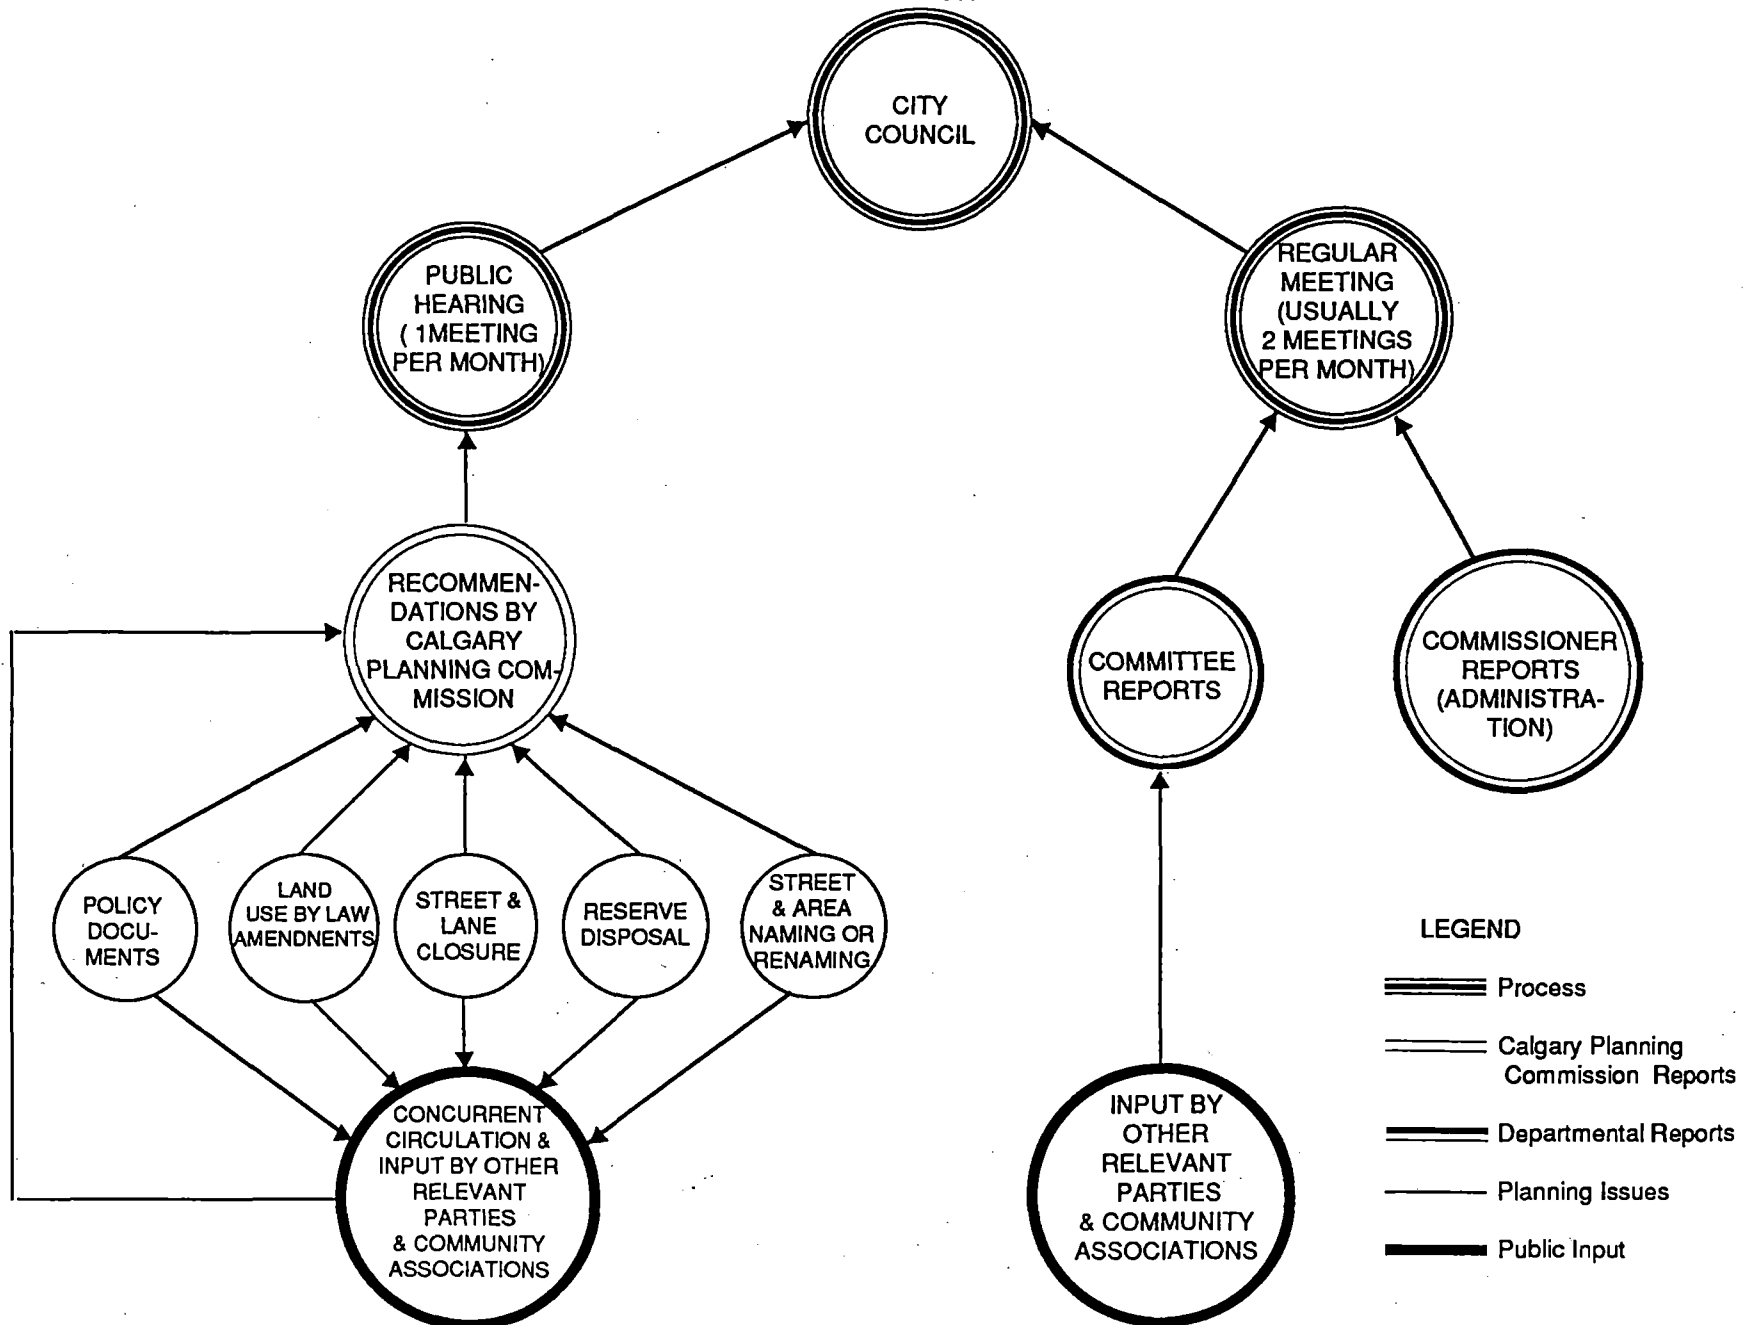 CITY
COUNCIL
PUBLIC
HEARING
( 1MEETING
PER MONTH)
REGULAR
MEETING
(USUALLY
2 MEETINGS
PER MONTH)
RECOMMEN-
DATIONS BY
CALGARY
PLANNING COM-
MISSION
COMMITTEE
REPORTS
COMMISSIONER
REPORTS
(ADMINISTRA-
TION)
POLICY
DOCU-
MENTS
LAND
USE BY LAW
AMENDNENTS
STREET &
LANE
CLOSURE
RESERVE
DISPOSAL
STREET
& AREA
NAMING OR
RENAMING
CONCURRENT
CIRCULATION &
INPUT BY OTHER
RELEVANT
PARTIES
& COMMUNITY
ASSOCIATIONS
INPUT BY
OTHER
RELEVANT
PARTIES
& COMMUNITY
ASSOCIATIONS
LEGEND
Process
Calgary Planning
Commission Reports
Departmental Reports
Planning Issues
Public Input